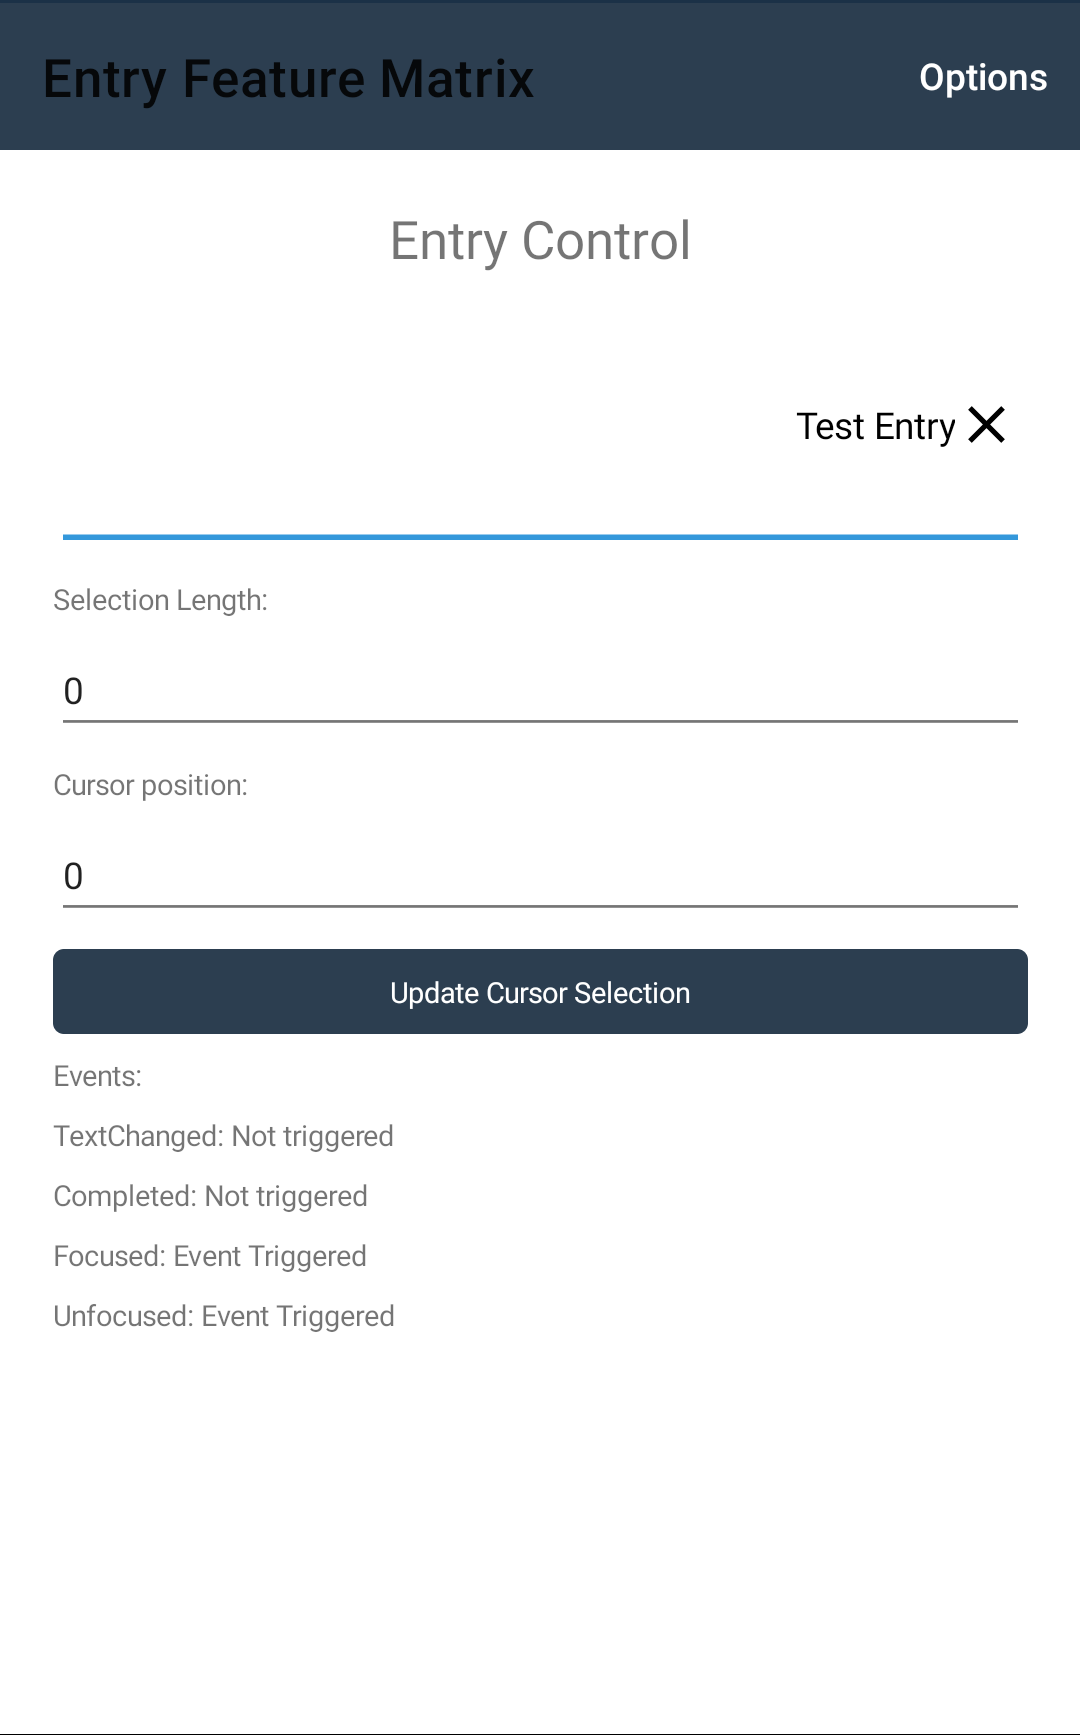 Entry Feature Matrix
Options
Entry Control
Test Entry
Selection Length:
0
Cursor position:
0
Update Cursor Selection
Events:
TextChanged: Not triggered
Completed: Not triggered
Focused: Event Triggered
Unfocused: Event Triggered